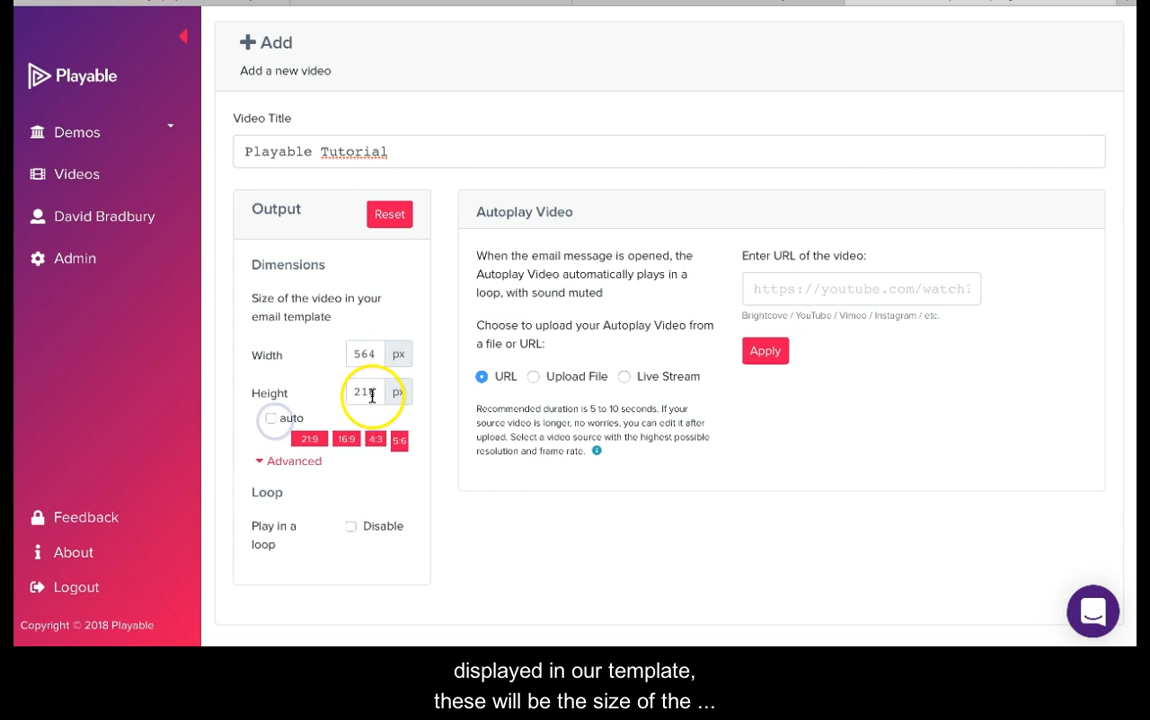 Playable
Demos
Videos
David Bradbury
Admin
Feedback
About
Logout
Copyright © 2018 Playable
Add
Add a new video
Video Title
Playable Tutorial
Output
Reset
Dimensions
Size of the video in your
email template
Width 564 px
Height px
auto
21:9 16:9 4:3 5:6
Advanced
Loop
Play in a
loop
Disable
Autoplay Video
When the email message is opened, the
Autoplay Video automatically plays in a
loop, with sound muted
Choose to upload your Autoplay Video from
a file or URL:
URL Upload File Live Stream
Recommended duration is 5 to 10 seconds. If your
source video is longer, no worries, you can edit it after
upload. Select a video source with the highest possible
resolution and frame rate.
Enter URL of the video:
https://youtube.com/watch?
Brightcove / YouTube / Vimeo / Instagram / etc.
Apply
displayed in our template,
these will be the size of the ...